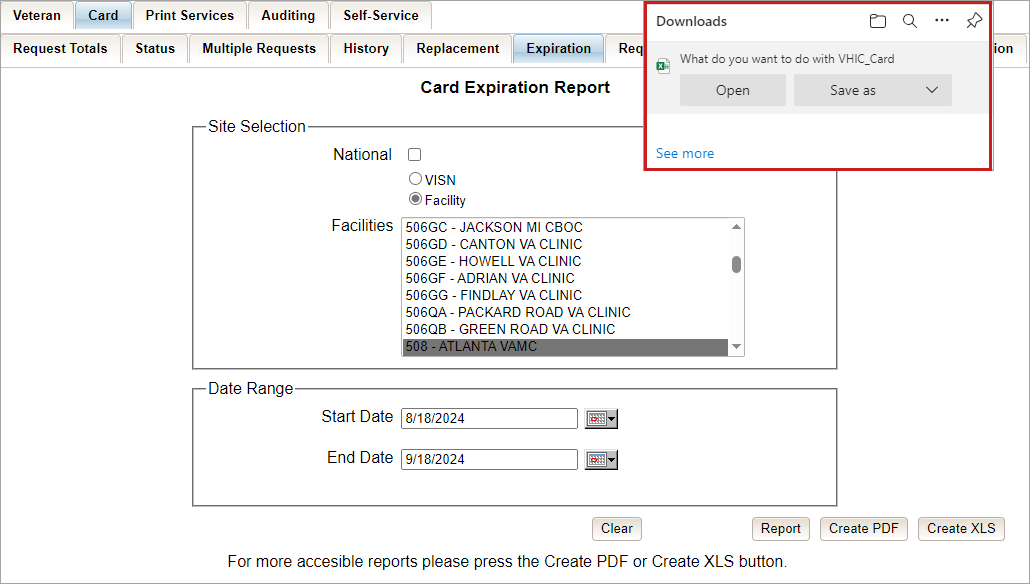 Veteran Card Print Services Auditing Self-Service
Request Totals Status Multiple Requests History Replacement Expiration
Downloads
What do you want to do with VHIC_Card
Open Save as
See more
Card Expiration Report
Site Selection
National
VISN
Facility
Facilities
506GC - JACKSON MI CBOC
506GD - CANTON VA CLINIC
506GE - HOWELL VA CLINIC
506GF - ADRIAN VA CLINIC
506GG - FINDLAY VA CLINIC
506QA - PACKARD ROAD VA CLINIC
506QB - GREEN ROAD VA CLINIC
508 - ATLANTA VAMC
Date Range
Start Date 8/18/2024
End Date 9/18/2024
Clear Report Create PDF Create XLS
For more accesible reports please press the Create PDF or Create XLS button.